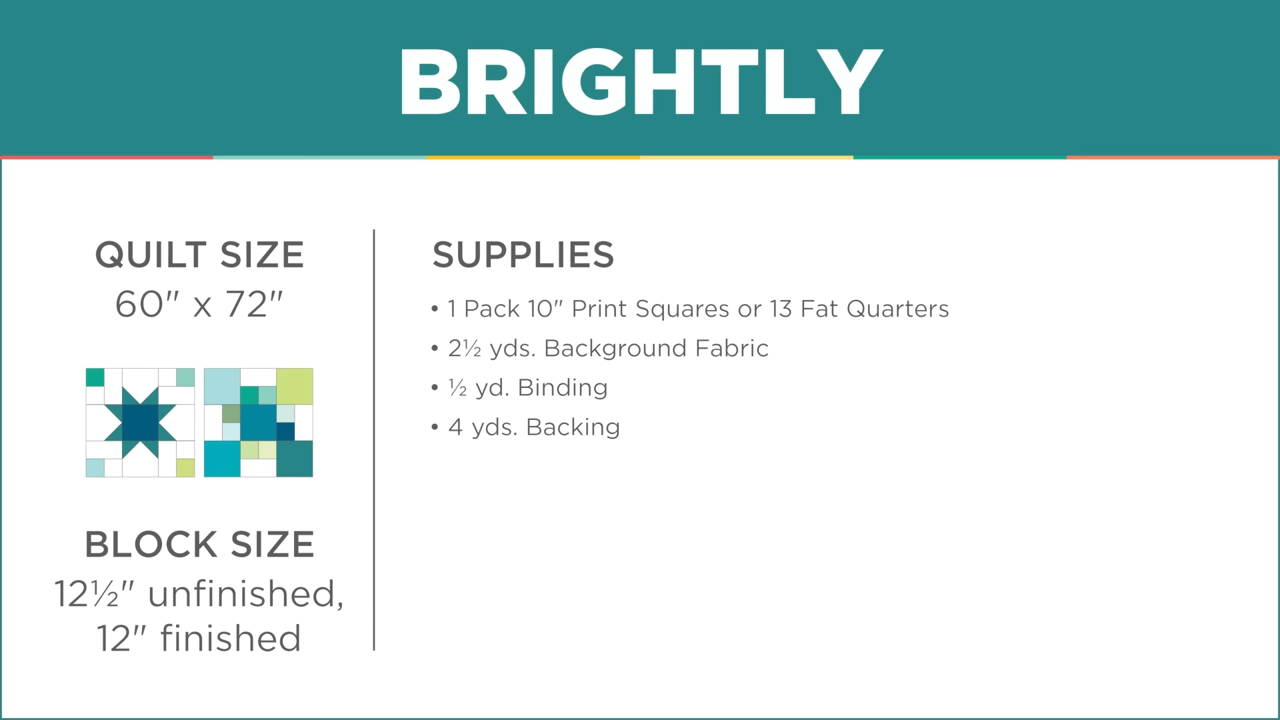 BRIGHTLY
QUILT SIZE
60" x 72"
BLOCK SIZE
12½" unfinished,
12" finished
SUPPLIES
• 1 Pack 10" Print Squares or 13 Fat Quarters
• 2½ yds. Background Fabric
• ½ yd. Binding
• 4 yds. Backing